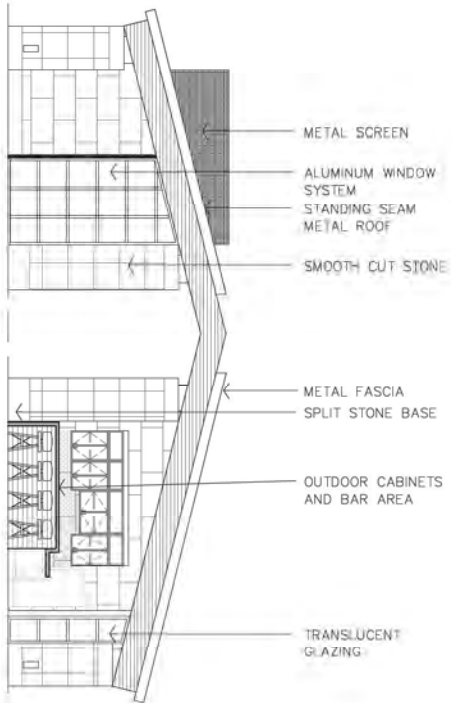 METAL SCREEN
ALUMINUM WINDOW
SYSTEM
STANDING SEAM
METAL ROOF
SMOOTH CUT STONE
METAL FASCIA
SPLIT STONE BASE
OUTDOOR CABINETS
AND BAR AREA
TRANSLUCENT
GLAZING